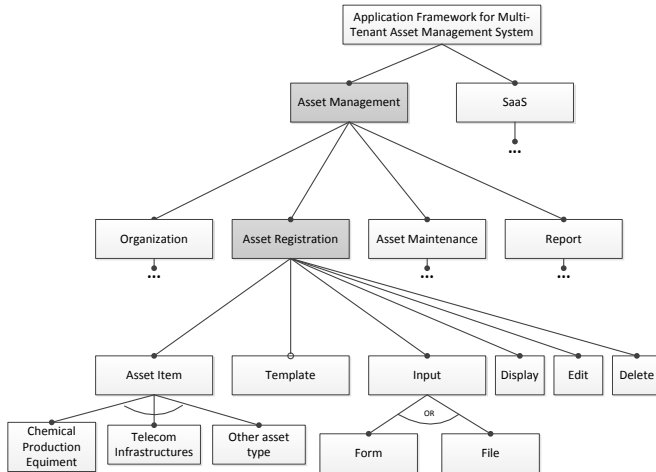 Application Framework for Multi-
Tenant Asset Management System
Asset Management
SaaS
...
Organization
Asset Registration
Asset Maintenance
Report
...
...
...
Asset Item
Template
Input
Display
Edit
Delete
Chemical
Production
Equiment
Telecom
Infrastructures
Other asset
type
OR
Form
File